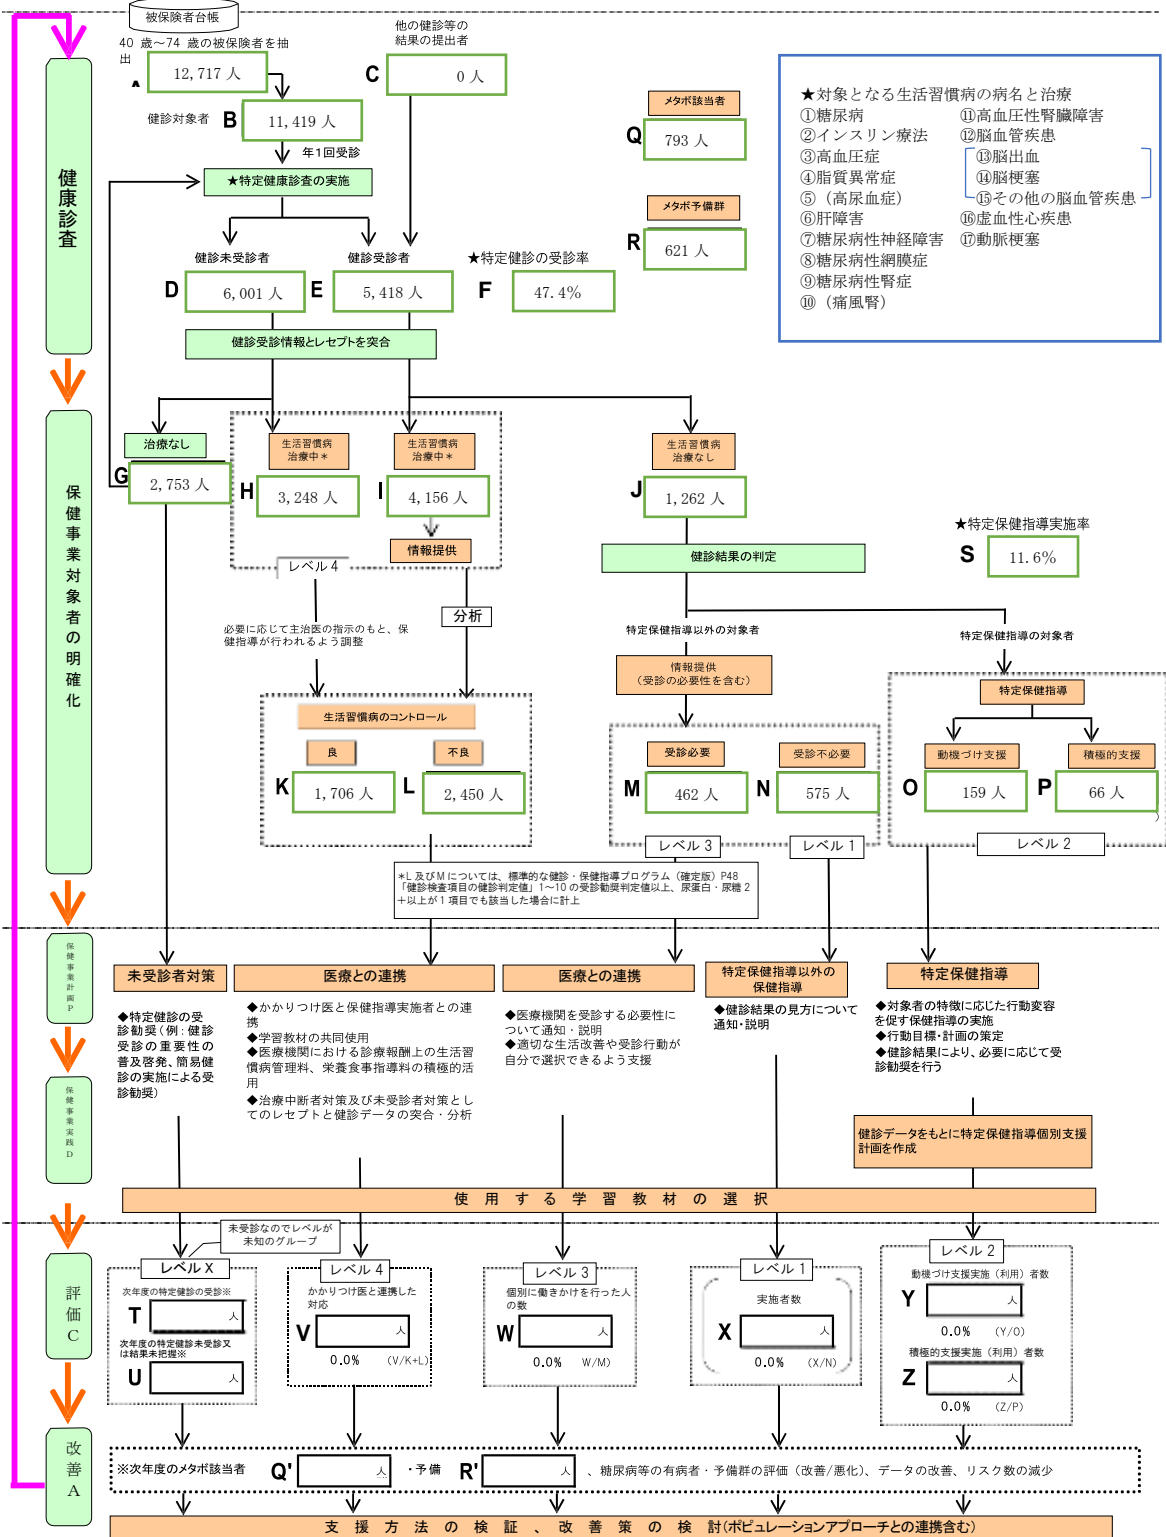 被保険者台帳
40 歳～74 歳の被保険者を抽
出
A
12,717 人
他の健診等の
結果の提出者
C
0 人
健診対象者
B
11,419 人
年1回受診
★特定健康診査の実施
健診未受診者
D
6,001 人
健診受診者
E
5,418 人
★特定健診の受診率
F
47.4%
メタボ該当者
Q
793 人
メタボ予備群
R
621 人
★対象となる生活習慣病の病名と治療
①糖尿病
②インスリン療法
③高血圧症
④脂質異常症
⑤（高尿血症）
⑥肝障害
⑦糖尿病性神経障害
⑧糖尿病性網膜症
⑨糖尿病性腎症
⑩（痛風腎）
⑪高血圧性腎臓障害
⑫脳血管疾患
⑬脳出血
⑭脳梗塞
⑮その他の脳血管疾患
⑯虚血性心疾患
⑰動脈梗塞
健康診査
健診受診情報とレセプトを突合
保健事業対象者の明確化
治療なし
G
2,753 人
生活習慣病
治療中＊
H
3,248 人
生活習慣病
治療中＊
I
4,156 人
情報提供
レベル 4
生活習慣病
治療なし
J
1,262 人
健診結果の判定
★特定保健指導実施率
S
11.6%
必要に応じて主治医の指示のもと、保
健指導が行われるよう調整
分析
特定保健指導以外の対象者
特定保健指導の対象者
情報提供
（受診の必要性を含む）
特定保健指導
生活習慣病のコントロール
良
K
1,706 人
不良
L
2,450 人
受診必要
M
462 人
受診不必要
N
575 人
動機づけ支援
O
159 人
積極的支援
P
66 人
）
レベル 3
レベル 1
レベル 2
＊L 及びM については、標準的な健診・保健指導プログラム（確定版）P48
「健診検査項目の健診判定値」1～10 の受診勧奨判定値以上、尿蛋白・尿糖 2
＋以上が 1 項目でも該当した場合に計上
保健事業計画P
未受診者対策
◆特定健診の受
診勧奨（例：健診
受診の重要性の
普及啓発、簡易健
診の実施による受
診勧奨）
医療との連携
◆かかりつけ医と保健指導実施者との連
携
◆学習教材の共同使用
◆医療機関における診療報酬上の生活習
慣病管理料、栄養食事指導料の積極的活
用
◆治療中断者対策及び未受診者対策とし
てのレセプトと健診データの突合・分析
医療との連携
◆医療機関を受診する必要性に
ついて通知・説明
◆適切な生活改善や受診行動が
自分で選択できるよう支援
特定保健指導以外の
保健指導
◆健診結果の見方について
通知・説明
特定保健指導
◆対象者の特徴に応じた行動変容
を促す保健指導の実施
◆行動目標・計画の策定
◆健診結果により、必要に応じて受
診勧奨を行う
保健事業実践D
健診データをもとに特定保健指導個別支援
計画を作成
使用する学習教材の選択
未受診なのでレベルが
未知のグループ
評価C
レベル X
次年度の特定健診の受診※
T
人
次年度の特定健診未受診又
は結果未把握※
U
人
レベル 4
かかりつけ医と連携した
対応
V
人
0.0% (V/K+L)
レベル 3
個別に働きかけを行った人
の数
W
人
0.0% W/M)
レベル 1
実施者数
X
人
0.0% (X/N)
レベル 2
動機づけ支援実施（利用）者数
Y
人
0.0% (Y/O)
積極的支援実施（利用）者数
Z
人
0.0% (Z/P)
改善A
※次年度のメタボ該当者 Q' 人 ・予備 R' 人 、糖尿病等の有病者・予備群の評価（改善/悪化）、データの改善、リスク数の減少
支援方法の検証、改善策の検討(ポピュレーションアプローチとの連携含む)